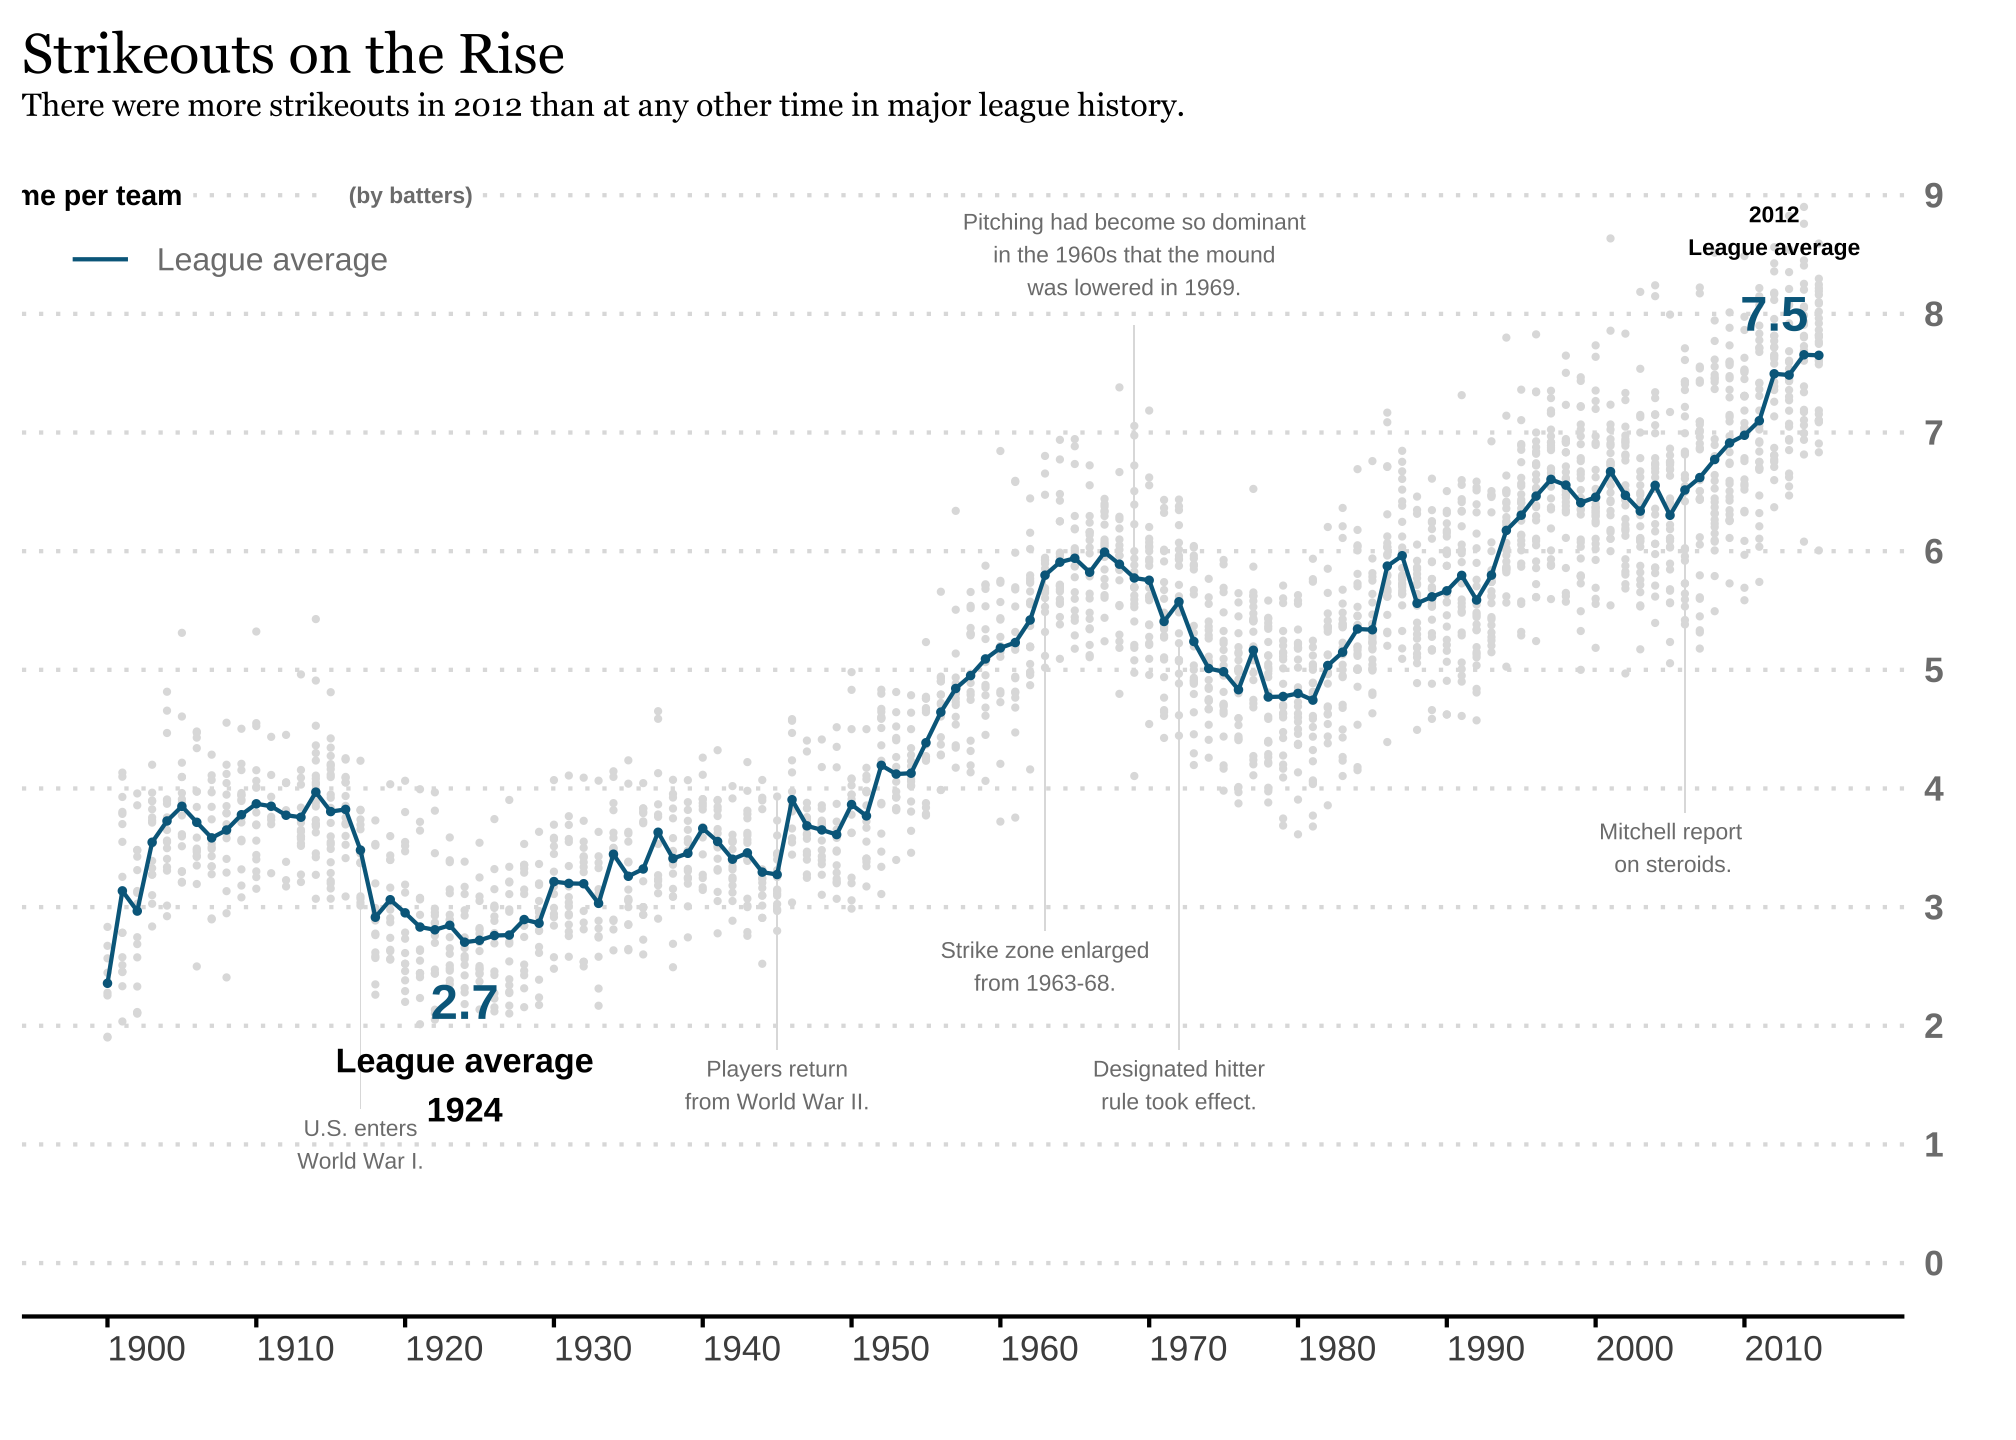 Strikeouts on the Rise
There were more strikeouts in 2012 than at any other time in major league history.
me per team (by batters)
9
League average
Pitching had become so dominant
in the 1960s that the mound
was lowered in 1969.
2012
League average
7.5
8
7
6
5
4
Mitchell report
on steroids.
3
Strike zone enlarged
from 1963-68.
2.7
League average
1924
2
Players return
from World War II.
Designated hitter
rule took effect.
U.S. enters
World War I.
1
0
1900 1910 1920 1930 1940 1950 1960 1970 1980 1990 2000 2010